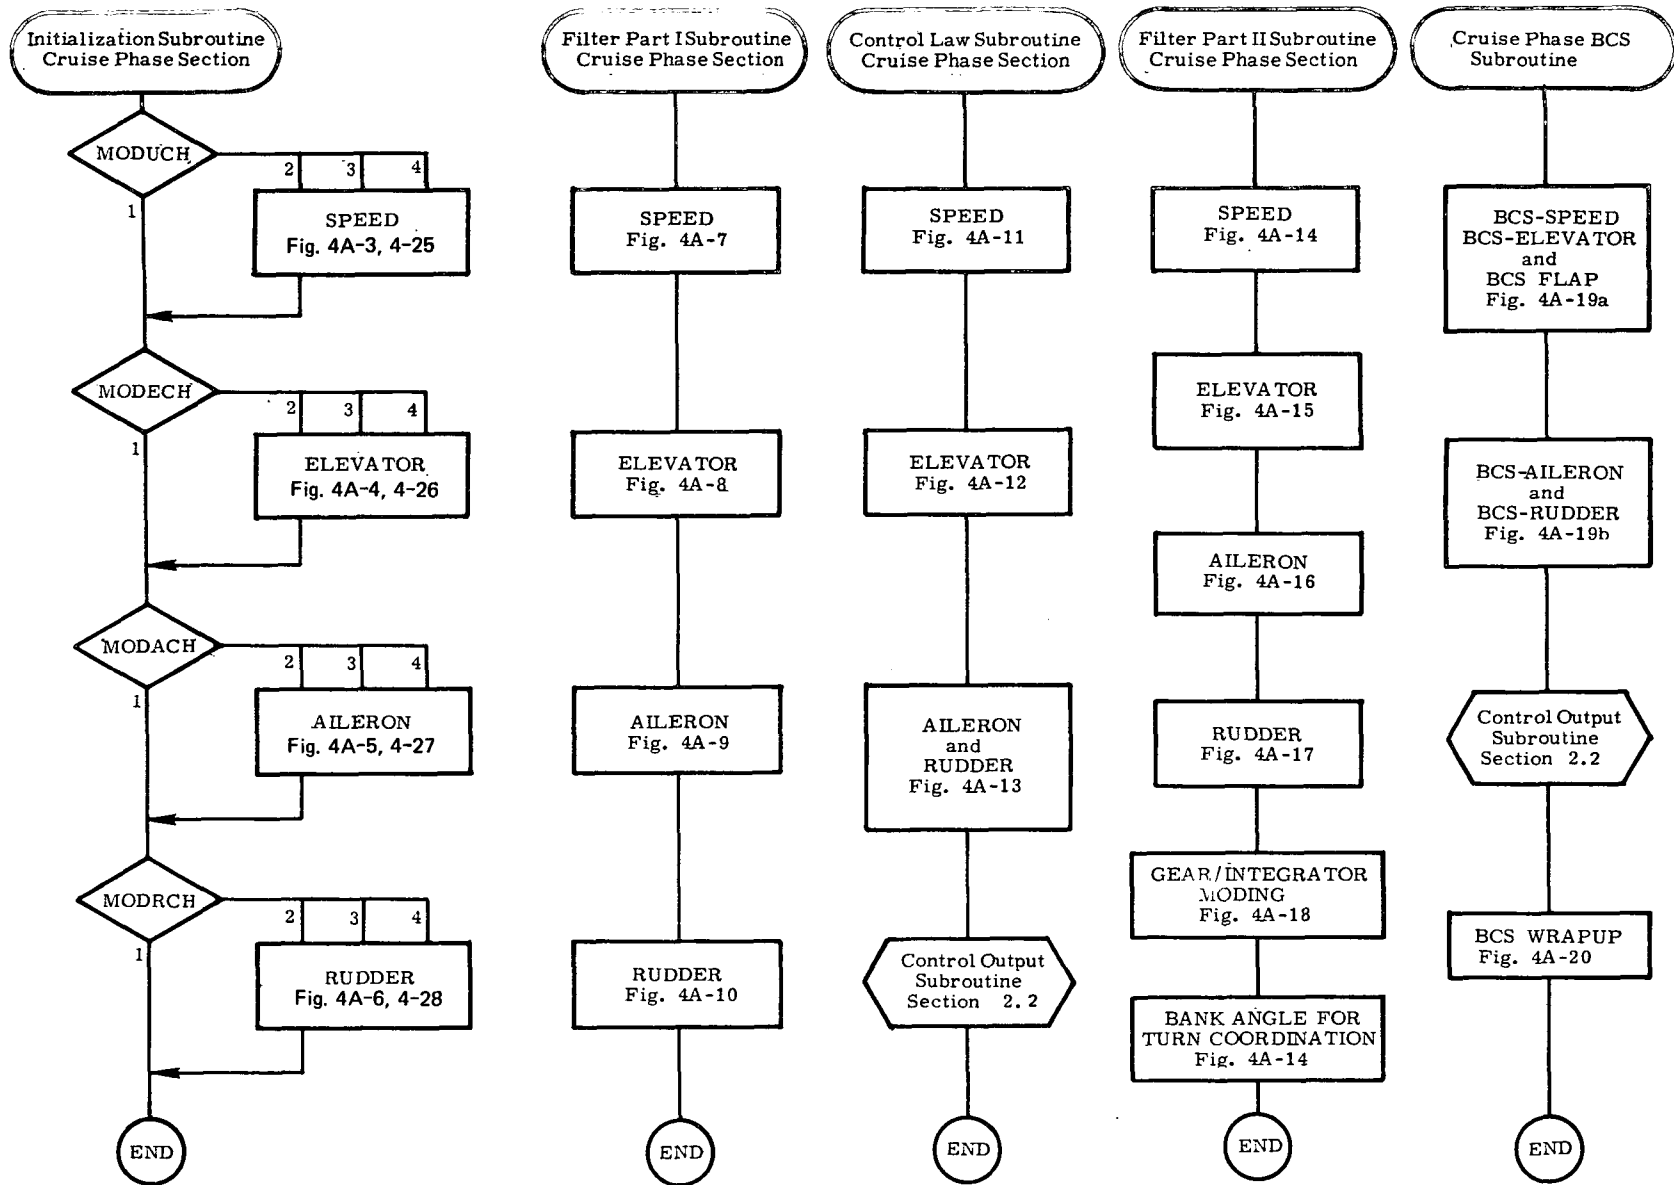 Initialization Subroutine
Cruise Phase Section
MODUCH
2 3 4
1
SPEED
Fig. 4A-3, 4-25
MODECH
2 3 4
1
ELEVATOR
Fig. 4A-4, 4-26
MODACH
2 3 4
1
AILERON
Fig. 4A-5, 4-27
MODRCH
2 3 4
1
RUDDER
Fig. 4A-6, 4-28
END
Filter Part I Subroutine
Cruise Phase Section
SPEED
Fig. 4A-7
ELEVATOR
Fig. 4A-8
AILERON
Fig. 4A-9
RUDDER
Fig. 4A-10
END
Control Law Subroutine
Cruise Phase Section
SPEED
Fig. 4A-11
ELEVATOR
Fig. 4A-12
AILERON
and
RUDDER
Fig. 4A-13
Control Output
Subroutine
Section 2.2
END
Filter Part II Subroutine
Cruise Phase Section
SPEED
Fig. 4A-14
ELEVATOR
Fig. 4A-15
AILERON
Fig. 4A-16
RUDDER
Fig. 4A-17
GEAR/INTEGRATOR
MODING
Fig. 4A-18
BANK ANGLE FOR
TURN COORDINATION
Fig. 4A-14
END
Cruise Phase BCS
Subroutine
BCS-SPEED
BCS-ELEVATOR
and
BCS FLAP
Fig. 4A-19a
BCS-AILERON
and
BCS-RUDDER
Fig. 4A-19b
Control Output
Subroutine
Section 2.2
BCS WRAPUP
Fig. 4A-20
END